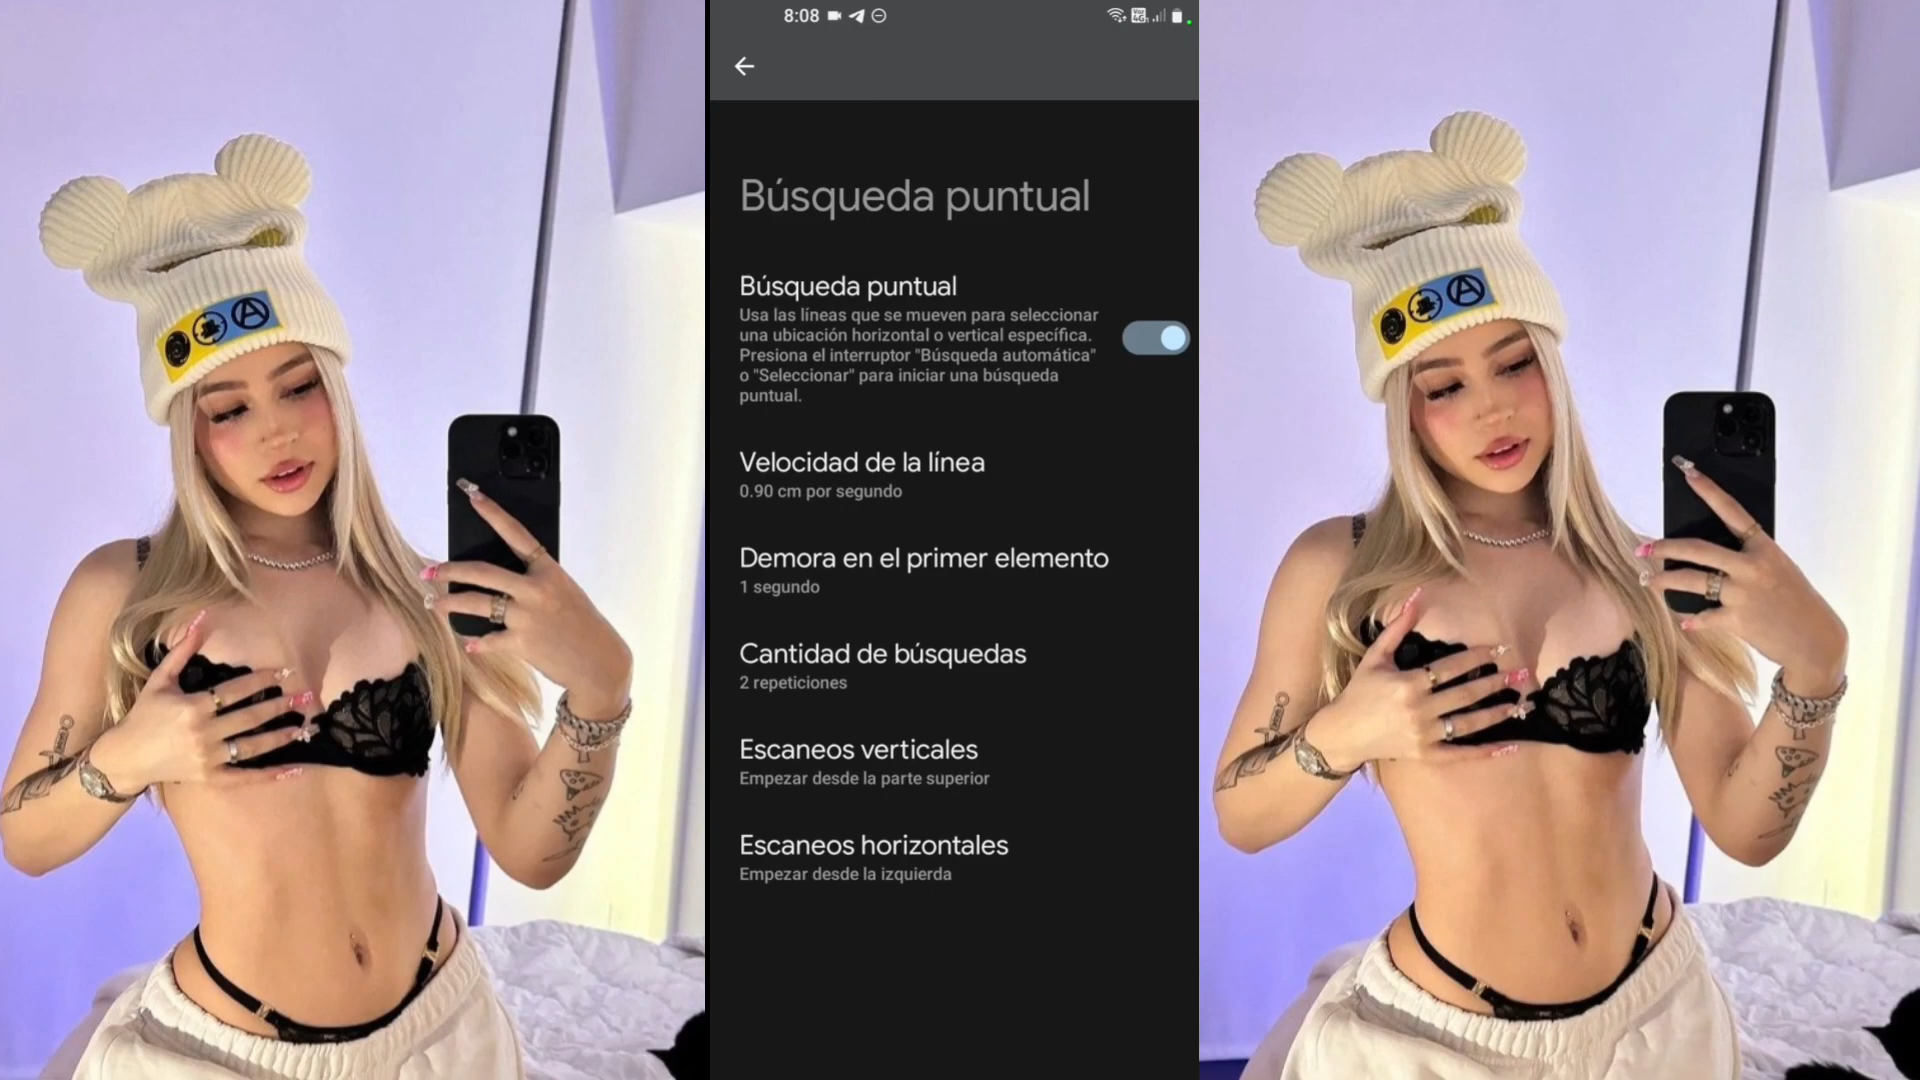 8:08
Búsqueda puntual
Búsqueda puntual
Usa las líneas que se mueven para seleccionar
una ubicación horizontal o vertical específica.
Presiona el interruptor "Búsqueda automática"
o "Seleccionar" para iniciar una búsqueda
puntual.
Velocidad de la línea
0.90 cm por segundo
Demora en el primer elemento
1 segundo
Cantidad de búsquedas
2 repeticiones
Escaneos verticales
Empezar desde la parte superior
Escaneos horizontales
Empezar desde la izquierda